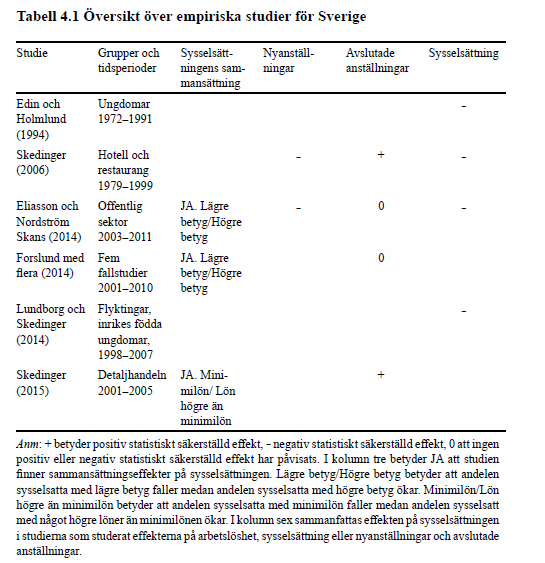 Tabell 4.1 Översikt över empiriska studier för Sverige
Studie Grupper och tidsperioder Sysselsätt-ningens sam-mansättning Nyanställ-ningar Avslutade anställningar Sysselsättning
Edin och Ungdomar –
Holmlund 1972–1991
(1994)
Skedinger Hotell och – + –
(2006) restaurang
1979–1999
Eliasson och Offentlig JA. Lägre – 0 –
Nordström sektor betyg/Högre
Skans (2014) 2003–2011 betyg
Forslund med Fem JA. Lägre 0
flera (2014) fallstudier betyg/Högre
2001–2010 betyg
Lundborg och Flyktingar, –
Skedinger inrikes födda
(2014) ungdomar,
1998–2007
Skedinger Detaljhandeln JA. Mini- +
(2015) 2001–2005 milön/ Lön
högre än
minimilön
Anm: + betyder positiv statistiskt säkerställd effekt, - negativ statistiskt säkerställd effekt, 0 att ingen
positiv eller negativ statistiskt säkerställd effekt har påvisats. I kolumn tre betyder JA att studien
finner sammansättningseffekter på sysselsättningen. Lägre betyg/Högre betyg betyder att andelen
sysselsatta med lägre betyg faller medan andelen sysselsatta med högre betyg ökar. Minimilön/Lön
högre än minimilön betyder att andelen sysselsatta med minimilön faller medan andelen sysselsatt
med något högre löner än minimilönen ökar. I kolumn sex sammanfattas effekten på sysselsättningen
i studierna som studerat effekterna på arbetslöshet, sysselsättning eller nyanställningar och avslutade
anställningar.